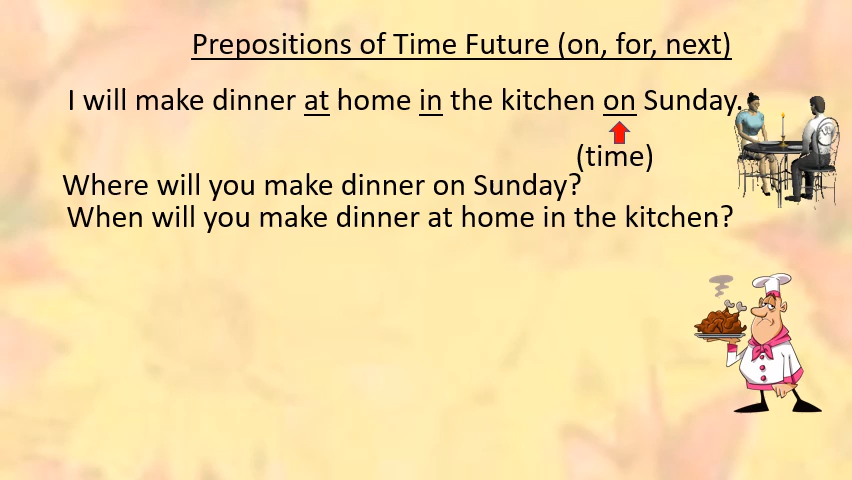 Prepositions of Time Future (on, for, next)
I will make dinner at home in the kitchen on Sunday.
(time)
Where will you make dinner on Sunday?
When will you make dinner at home in the kitchen?